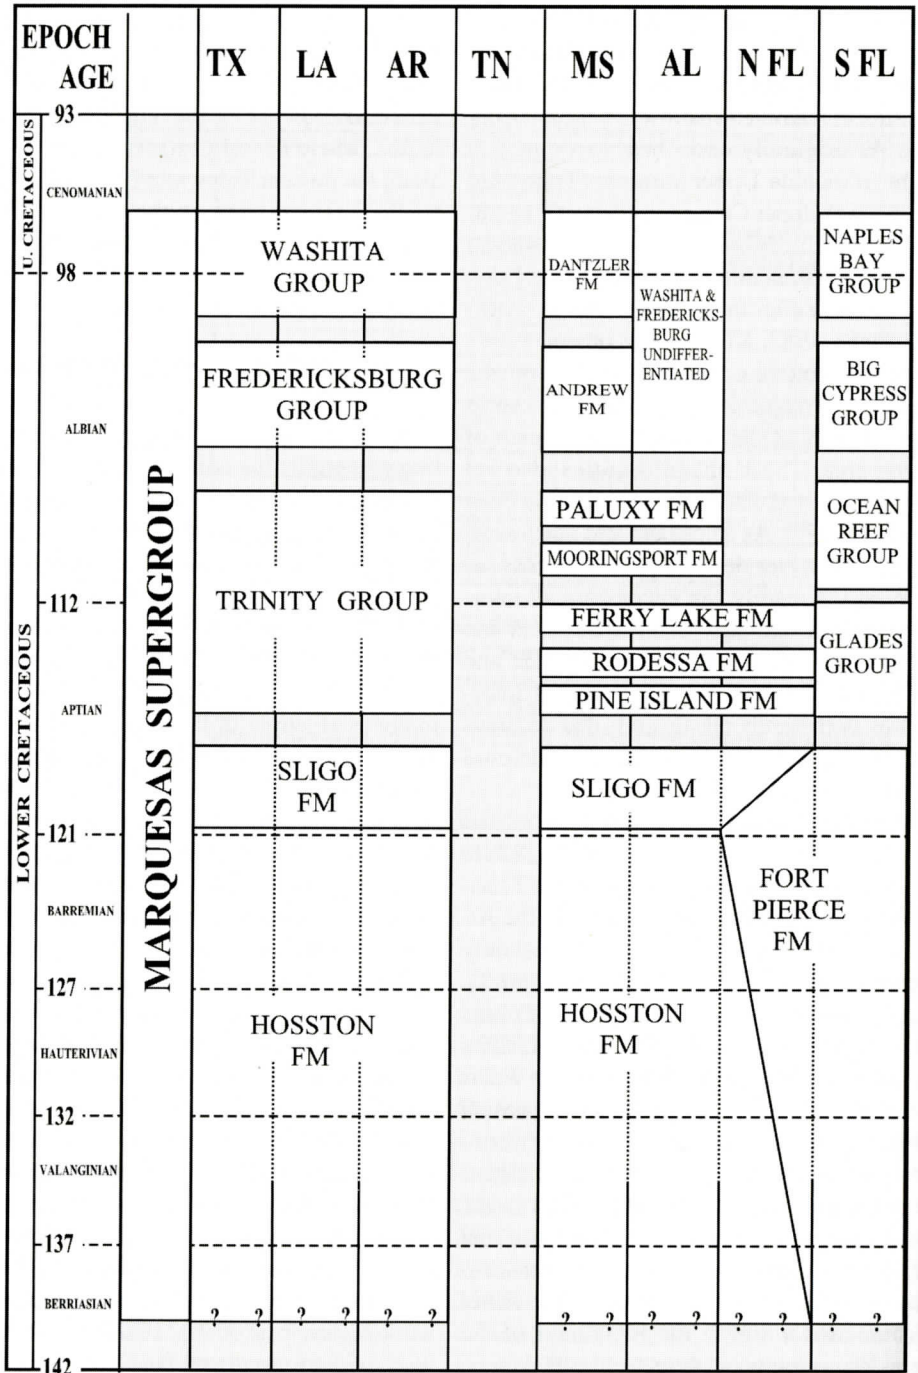 EPOCH
AGE
TX
LA
AR
TN
MS
AL
N FL
S FL
93
U. CRETACEOUS
CENOMANIAN
98
LOWER CRETACEOUS
ALBIAN
112
APTIAN
121
BARREMIAN
127
HAUTERIVIAN
132
VALANGINIAN
137
BERRIASIAN
142
MARQUESAS SUPERGROUP
WASHITA
GROUP
FREDERICKSBURG
GROUP
TRINITY GROUP
SLIGO
FM
HOSSTON
FM
? ? ? ? ? ?
DANTZLER
FM
WASHITA &
FREDERICKS-
BURG
UNDIFFER-
ENTIATED
ANDREW
FM
PALUXY FM
MOORINGSPORT FM
FERRY LAKE FM
RODESSA FM
PINE ISLAND FM
SLIGO FM
HOSSTON
FM
FORT
PIERCE
FM
NAPLES
BAY
GROUP
BIG
CYPRESS
GROUP
OCEAN
REEF
GROUP
GLADES
GROUP
? ? ? ? ? ? ? ?